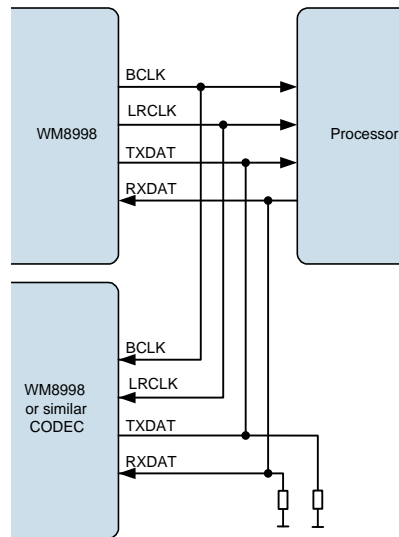 BCLK
LRCLK
WM8998
Processor
TXDAT
RXDAT
BCLK
LRCLK
WM8998
or similar
CODEC
TXDAT
RXDAT